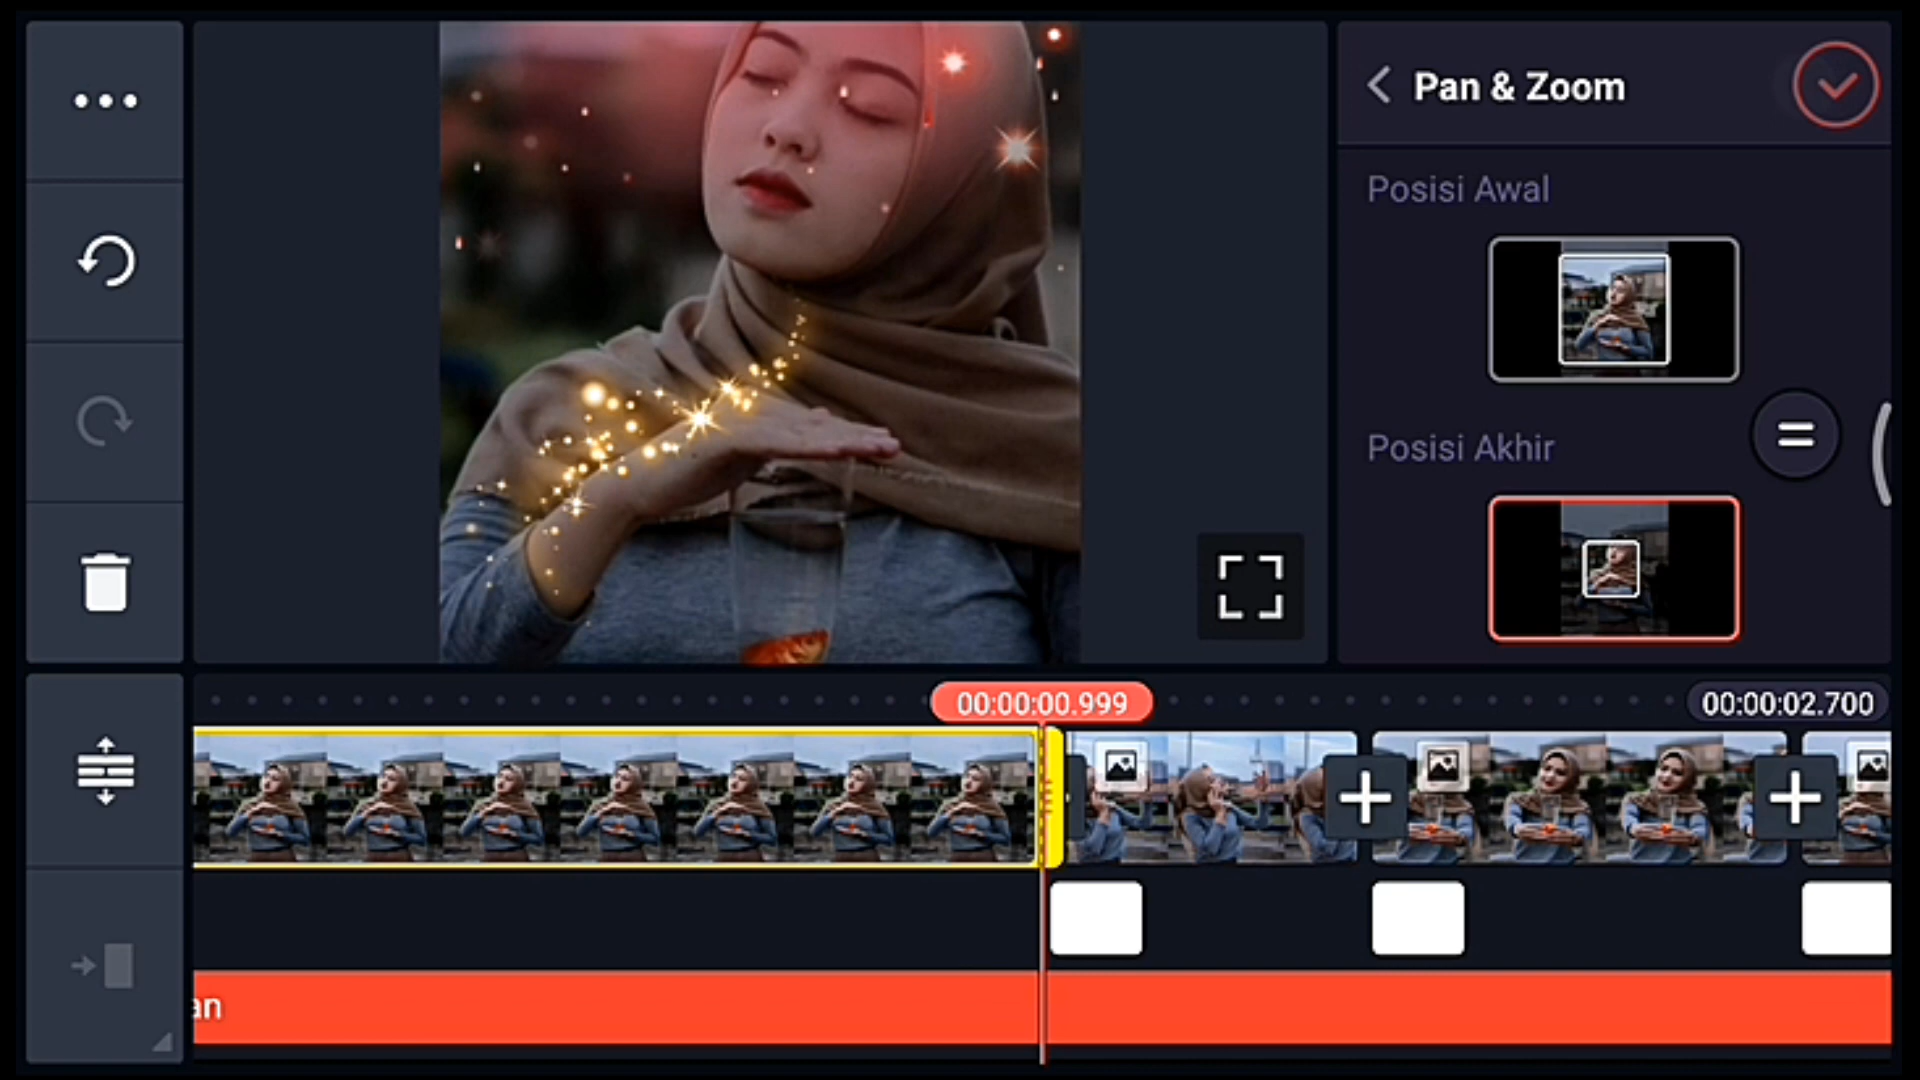 Pan & Zoom
Posisi Awal
Posisi Akhir
00:00:00.999
00:00:02.700
an